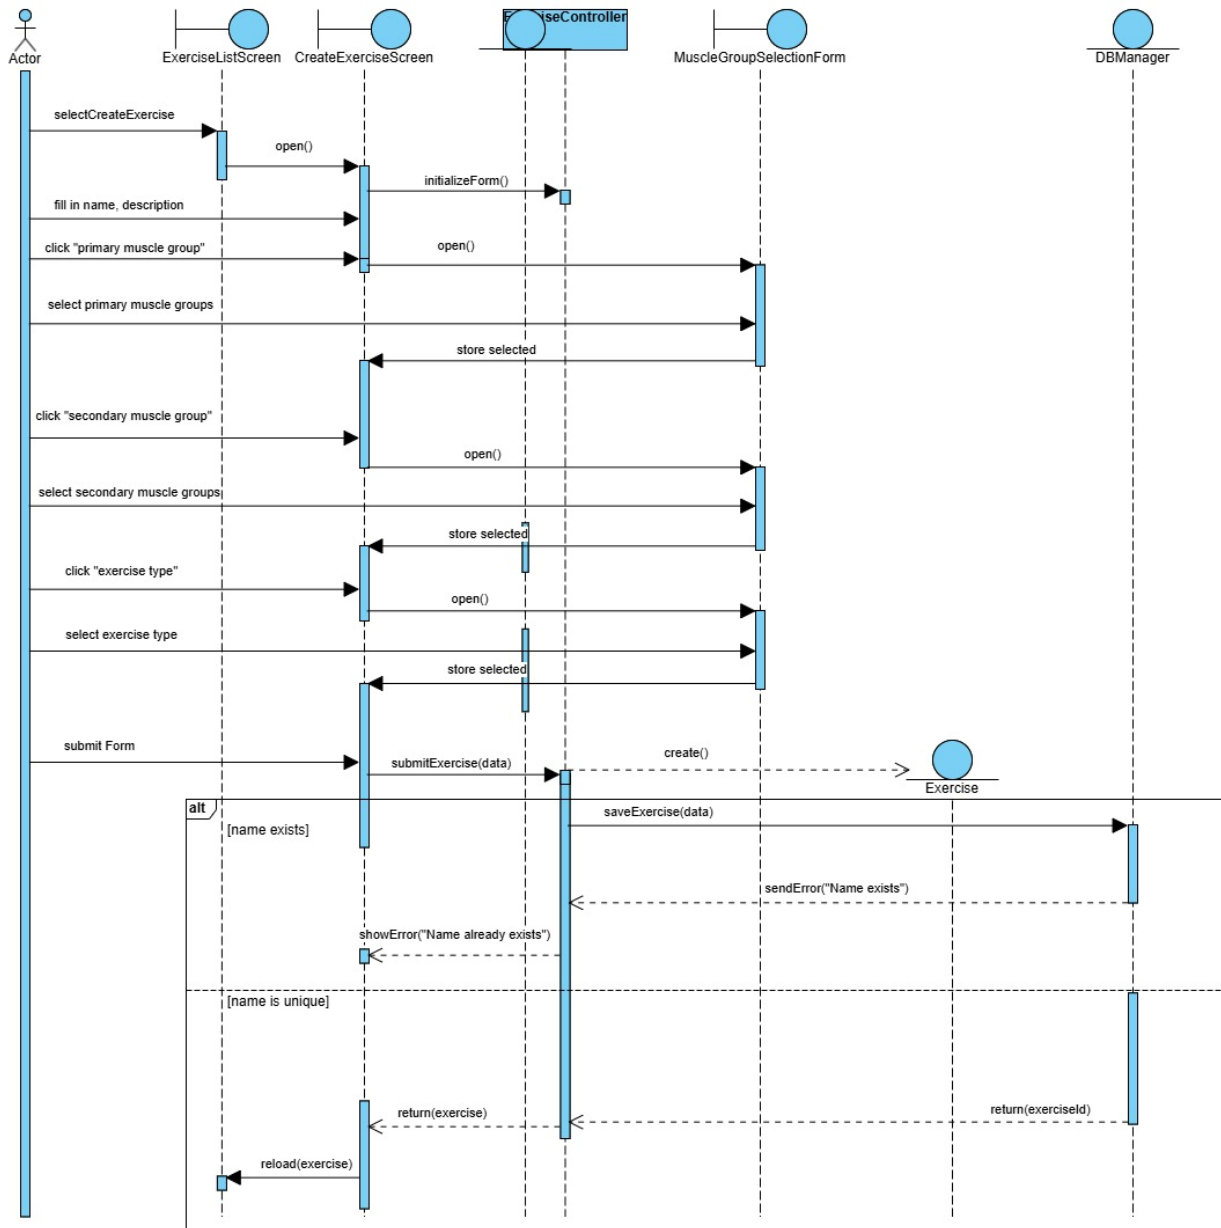 ExerciseController
Actor
ExerciseListScreen
CreateExerciseScreen
MuscleGroupSelectionForm
DBManager
selectCreateExercise
open()
initializeForm()
fill in name, description
click "primary muscle group"
open()
select primary muscle groups
store selected
click "secondary muscle group"
open()
select secondary muscle groups
store selected
click "exercise type"
open()
select exercise type
store selected
submit Form
create()
submitExercise(data)
Exercise
alt
saveExercise(data)
[name exists]
sendError("Name exists")
showError("Name already exists")
[name is unique]
return(exercise)
return(exerciseId)
reload(exercise)